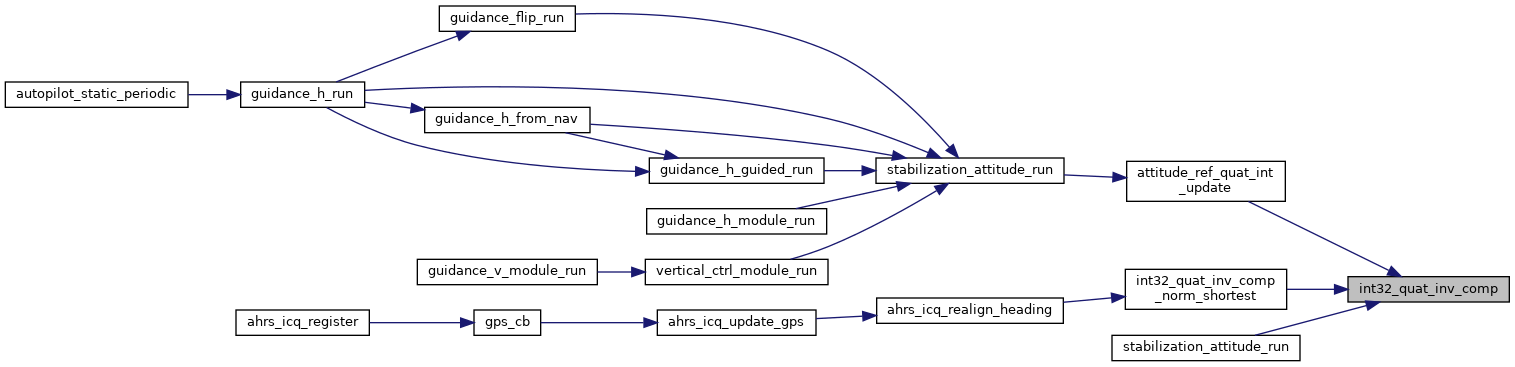 guidance_flip_run
autopilot_static_periodic
guidance_h_run
guidance_h_from_nav
guidance_h_guided_run
stabilization_attitude_run
attitude_ref_quat_int
_update
guidance_h_module_run
guidance_v_module_run
vertical_ctrl_module_run
int32_quat_inv_comp
_norm_shortest
int32_quat_inv_comp
ahrs_icq_register
gps_cb
ahrs_icq_update_gps
ahrs_icq_realign_heading
stabilization_attitude_run